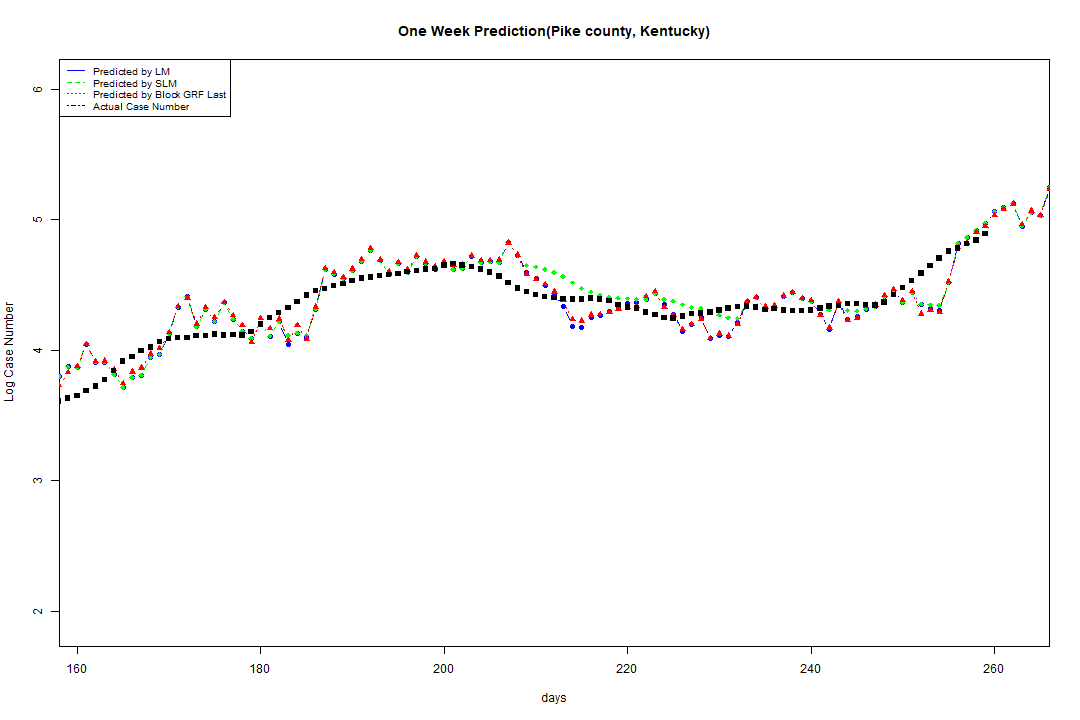 One Week Prediction(Pike county, Kentucky)
Predicted by LM
Predicted by SLM
Predicted by Block GRF Last
Actual Case Number
6
5
4
3
2
Log Case Number
160 180 200 220 240 260
days